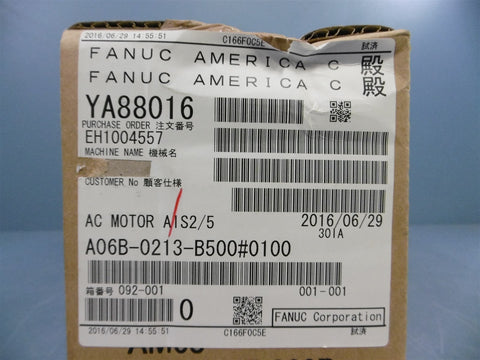 2016/06/29 14:55:51 C166F0C5E 試済
FANUC AMERICA C 殿
FANUC AMERICA C 殿
YA88016
PURCHASE ORDER 注文番号
EH1004557
MACHINE NAME 機械名
CUSTOMER No 顧客仕様
AC MOTOR AIS2/5 2016/06/29
30IA
A06B-0213-B500#0100
箱番号 092-001 001-001
0
FANUC Corporation
2016/06/29 14:55:51 C166F0C5E 試済